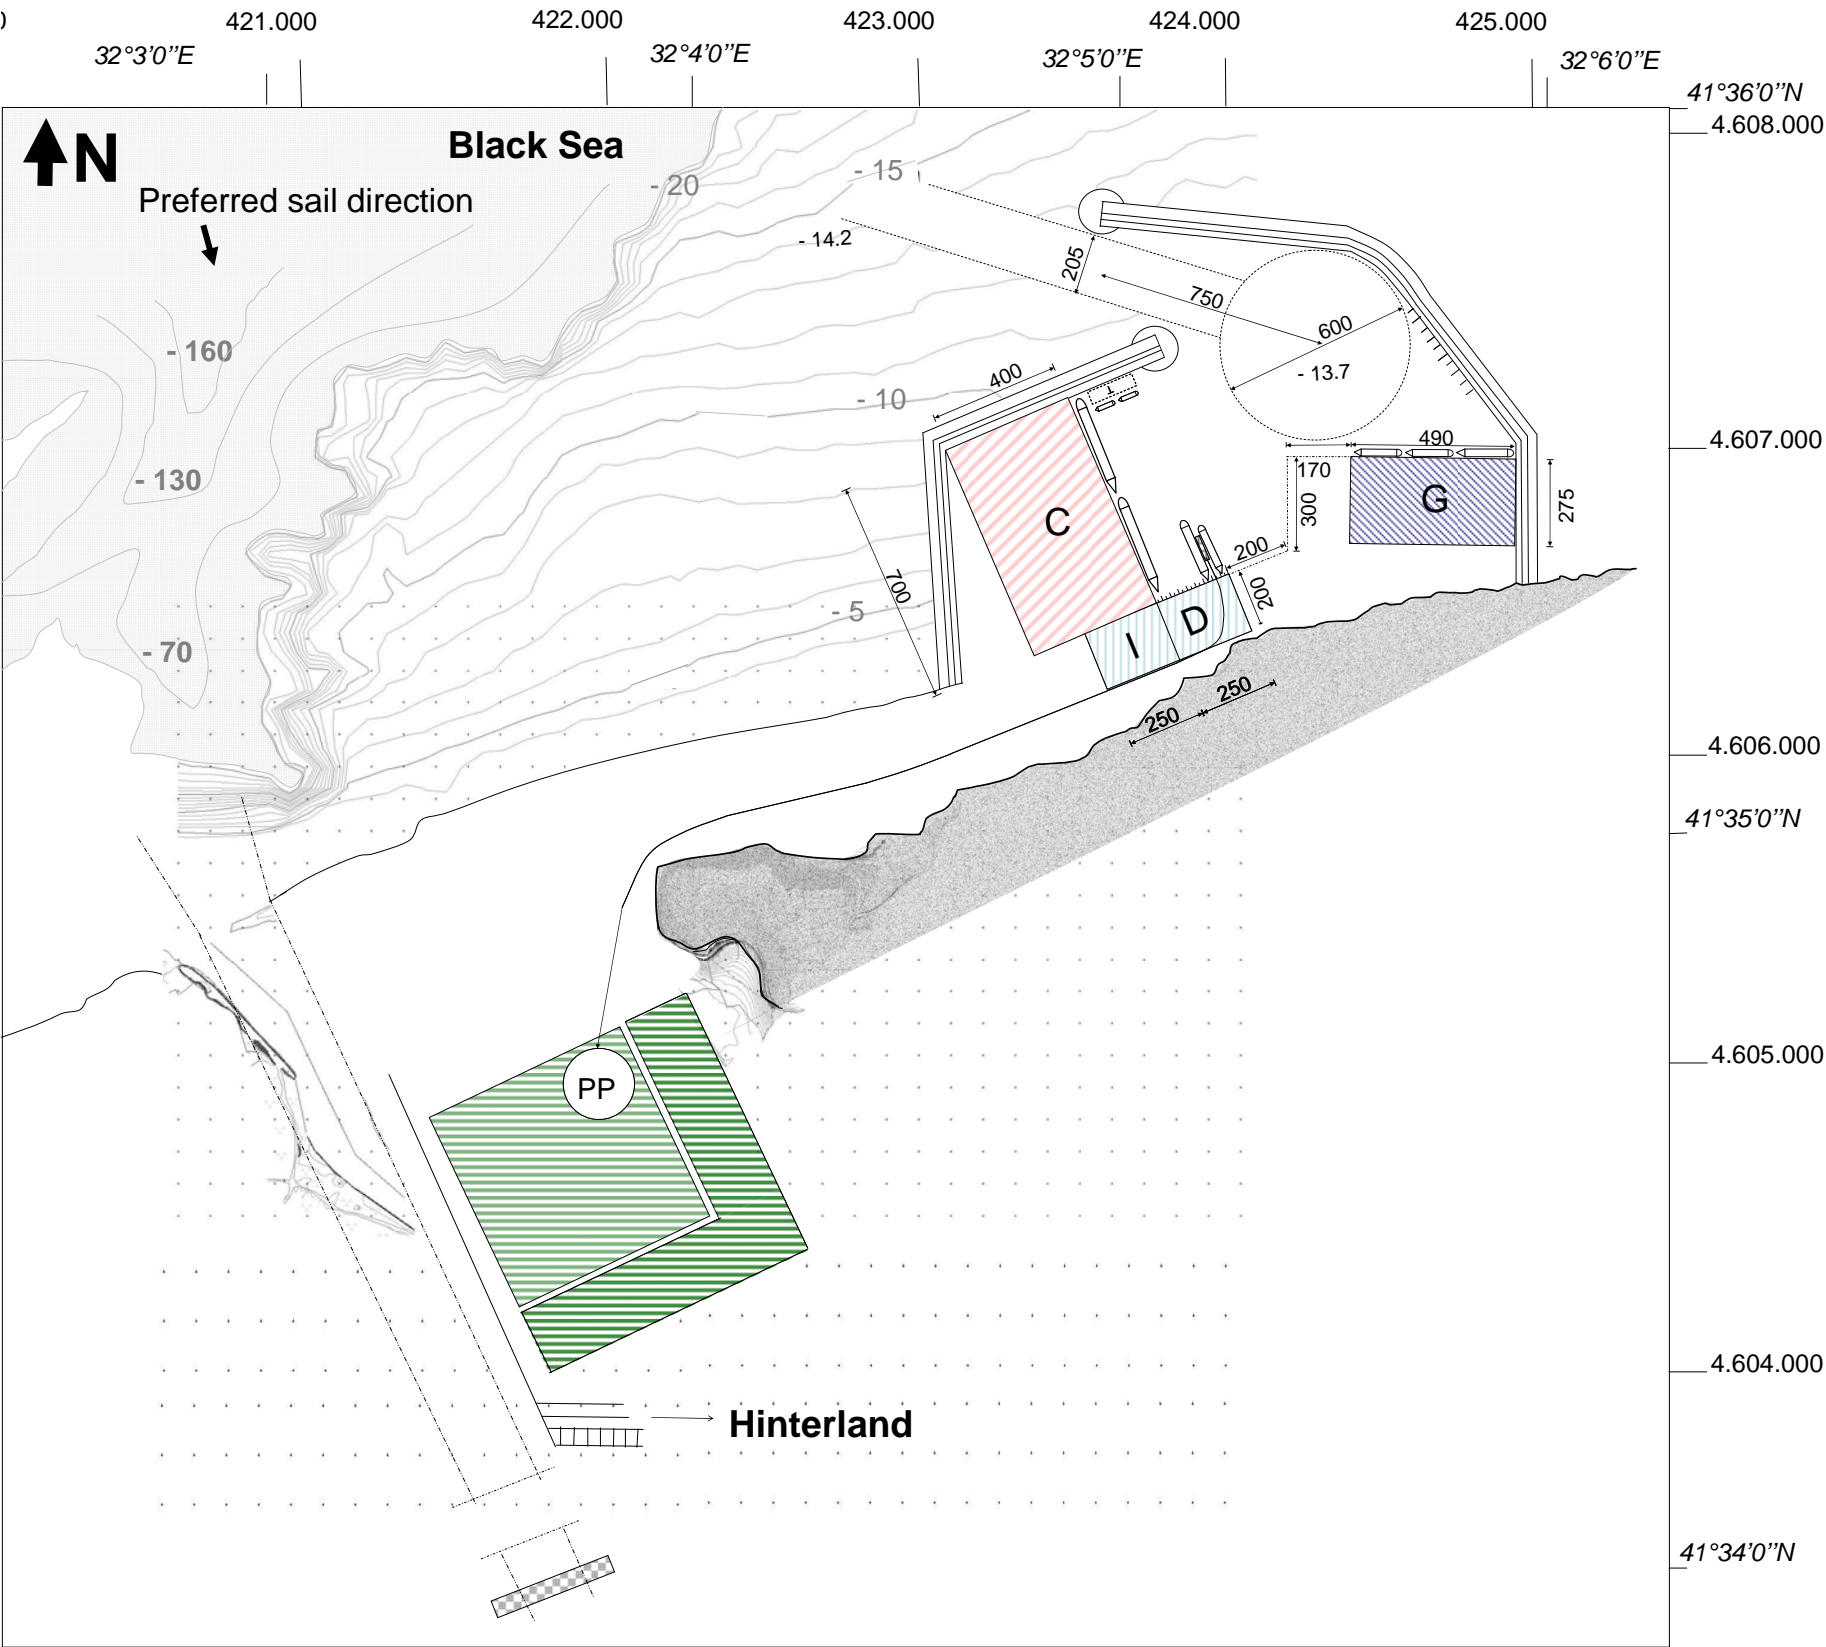 0
421.000
422.000
423.000
424.000
425.000
32°3’0’’E
32°4’0’’E
32°5’0’’E
32°6’0’’E
41°36’0’’N
4.608.000
N
Black Sea
Preferred sail direction
- 20
- 15
- 14.2
205
750
600
- 13.7
- 160
400
- 10
490
4.607.000
170
- 130
C
G
300
275
200
700
200
- 5
I
D
- 70
250
250
4.606.000
41°35’0’’N
4.605.000
PP
4.604.000
Hinterland
41°34’0’’N